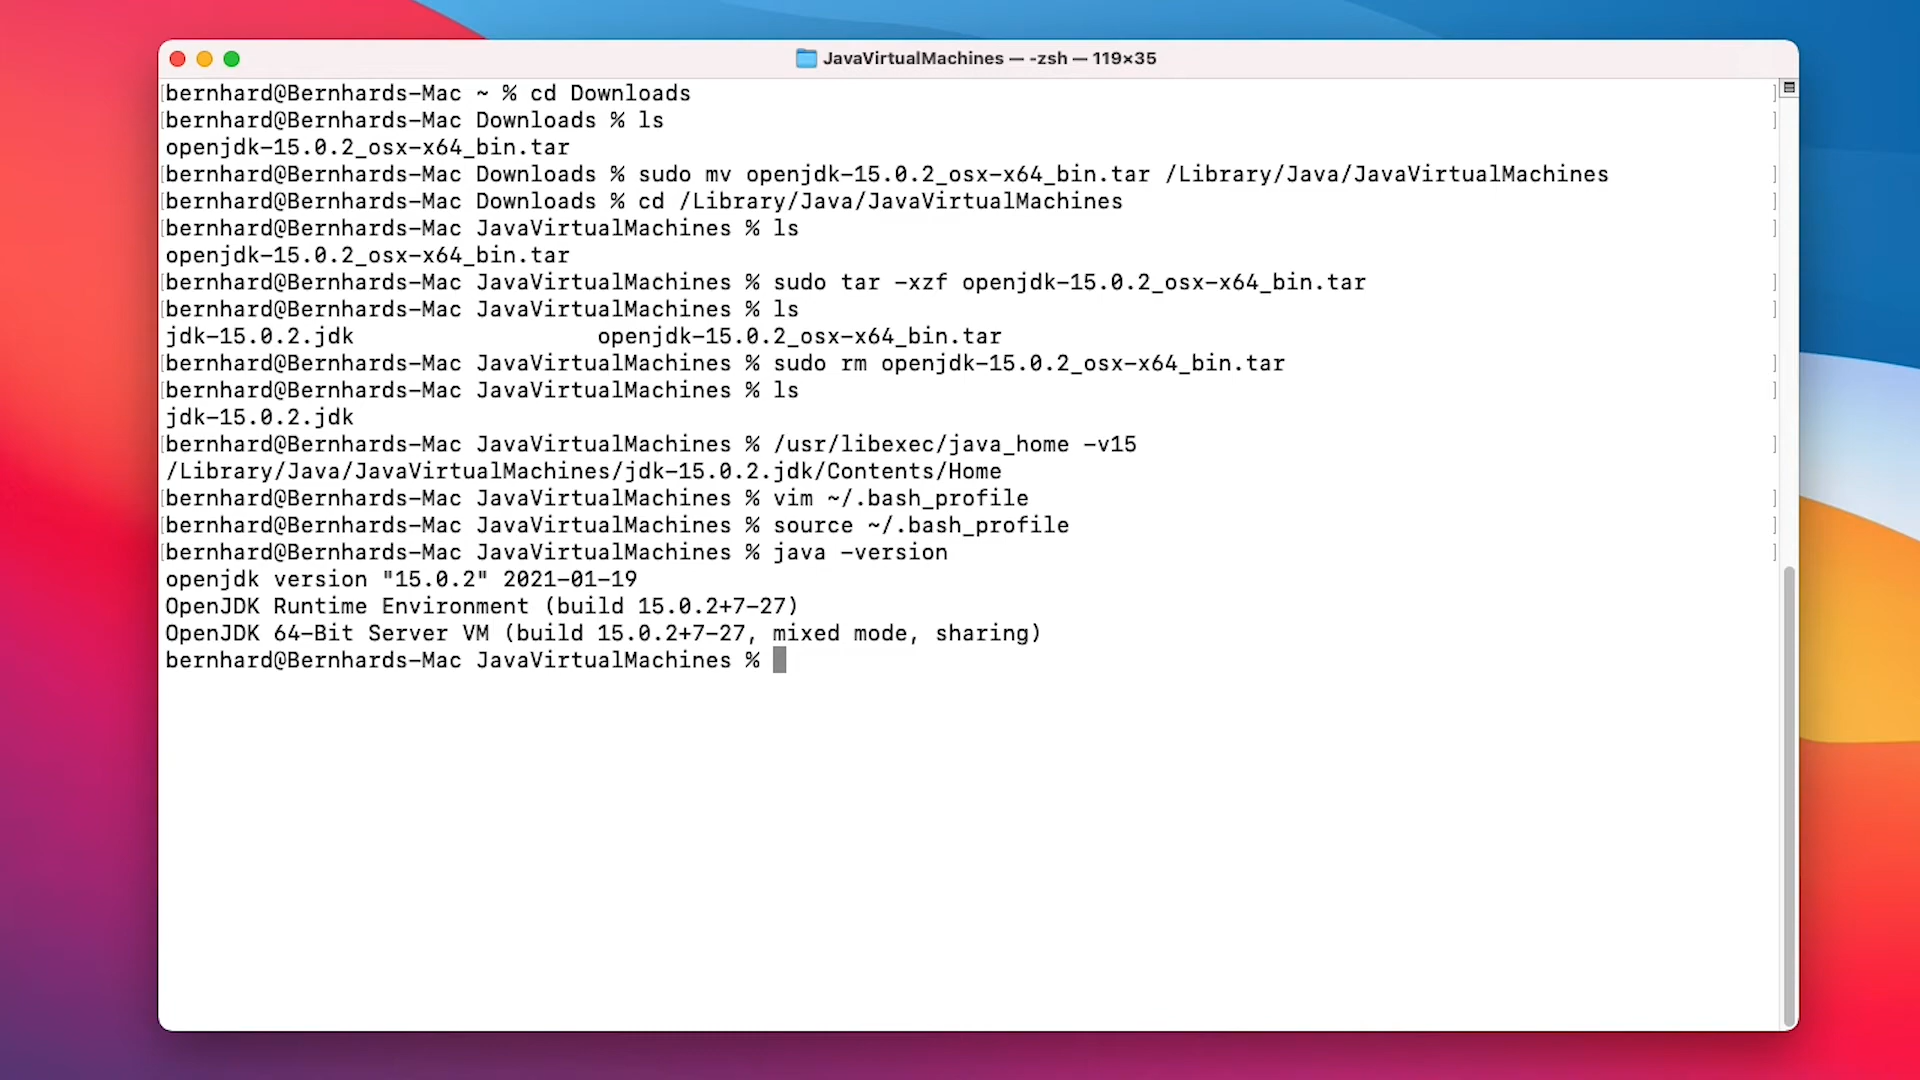 JavaVirtualMachines — -zsh — 119×35
bernhard@Bernhards-Mac ~ % cd Downloads
bernhard@Bernhards-Mac Downloads % ls
openjdk-15.0.2_osx-x64_bin.tar
bernhard@Bernhards-Mac Downloads % sudo mv openjdk-15.0.2_osx-x64_bin.tar /Library/Java/JavaVirtualMachines
bernhard@Bernhards-Mac Downloads % cd /Library/Java/JavaVirtualMachines
bernhard@Bernhards-Mac JavaVirtualMachines % ls
openjdk-15.0.2_osx-x64_bin.tar
bernhard@Bernhards-Mac JavaVirtualMachines % sudo tar -xzf openjdk-15.0.2_osx-x64_bin.tar
bernhard@Bernhards-Mac JavaVirtualMachines % ls
jdk-15.0.2.jdk                  openjdk-15.0.2_osx-x64_bin.tar
bernhard@Bernhards-Mac JavaVirtualMachines % sudo rm openjdk-15.0.2_osx-x64_bin.tar
bernhard@Bernhards-Mac JavaVirtualMachines % ls
jdk-15.0.2.jdk
bernhard@Bernhards-Mac JavaVirtualMachines % /usr/libexec/java_home -v15
/Library/Java/JavaVirtualMachines/jdk-15.0.2.jdk/Contents/Home
bernhard@Bernhards-Mac JavaVirtualMachines % vim ~/.bash_profile
bernhard@Bernhards-Mac JavaVirtualMachines % source ~/.bash_profile
bernhard@Bernhards-Mac JavaVirtualMachines % java -version
openjdk version "15.0.2" 2021-01-19
OpenJDK Runtime Environment (build 15.0.2+7-27)
OpenJDK 64-Bit Server VM (build 15.0.2+7-27, mixed mode, sharing)
bernhard@Bernhards-Mac JavaVirtualMachines %